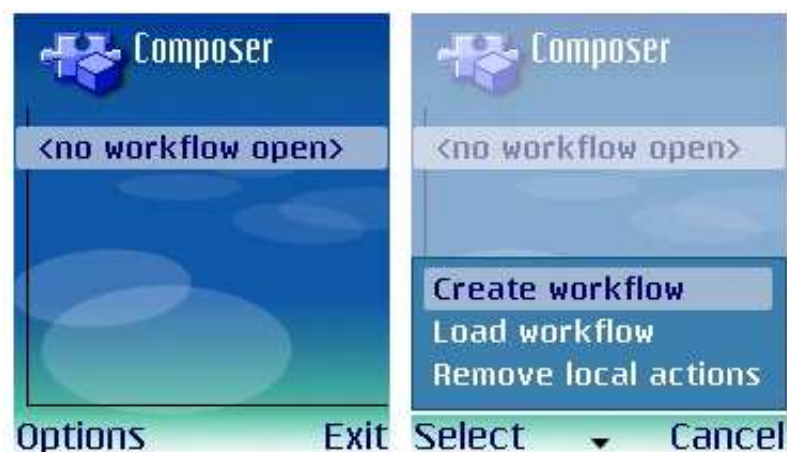 Composer
<no workflow open>
Options Exit
Composer
<no workflow open>
Create workflow
Load workflow
Remove local actions
Select Cancel